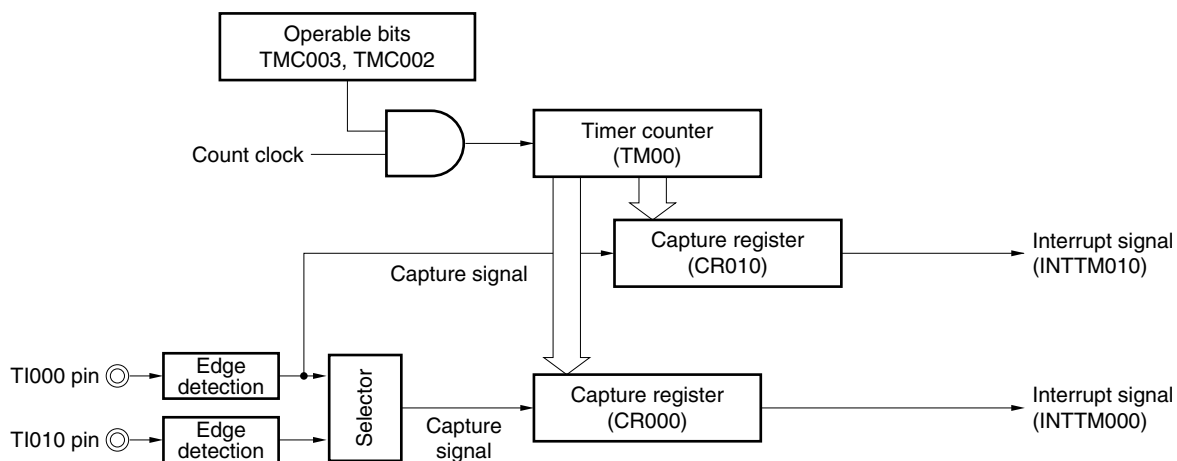 Operable bits
TMC003, TMC002
Count clock
Timer counter
(TM00)
Capture register
(CR010)
Interrupt signal
(INTTM010)
Capture signal
TI000 pin
Edge
detection
Selector
Capture
signal
Capture register
(CR000)
Interrupt signal
(INTTM000)
TI010 pin
Edge
detection